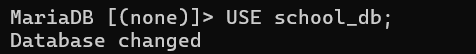 MariaDB [(none)]> USE school_db;
Database changed